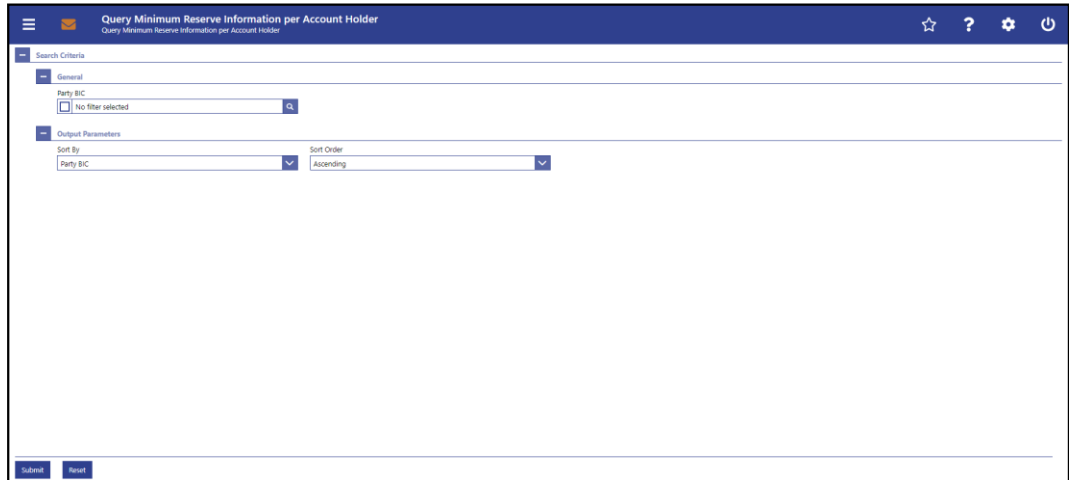 Query Minimum Reserve Information per Account Holder
Query Minimum Reserve Information per Account Holder
Search Criteria
General
Party BIC
No filter selected
Output Parameters
Sort By Sort Order
Party BIC Ascending
Submit Reset